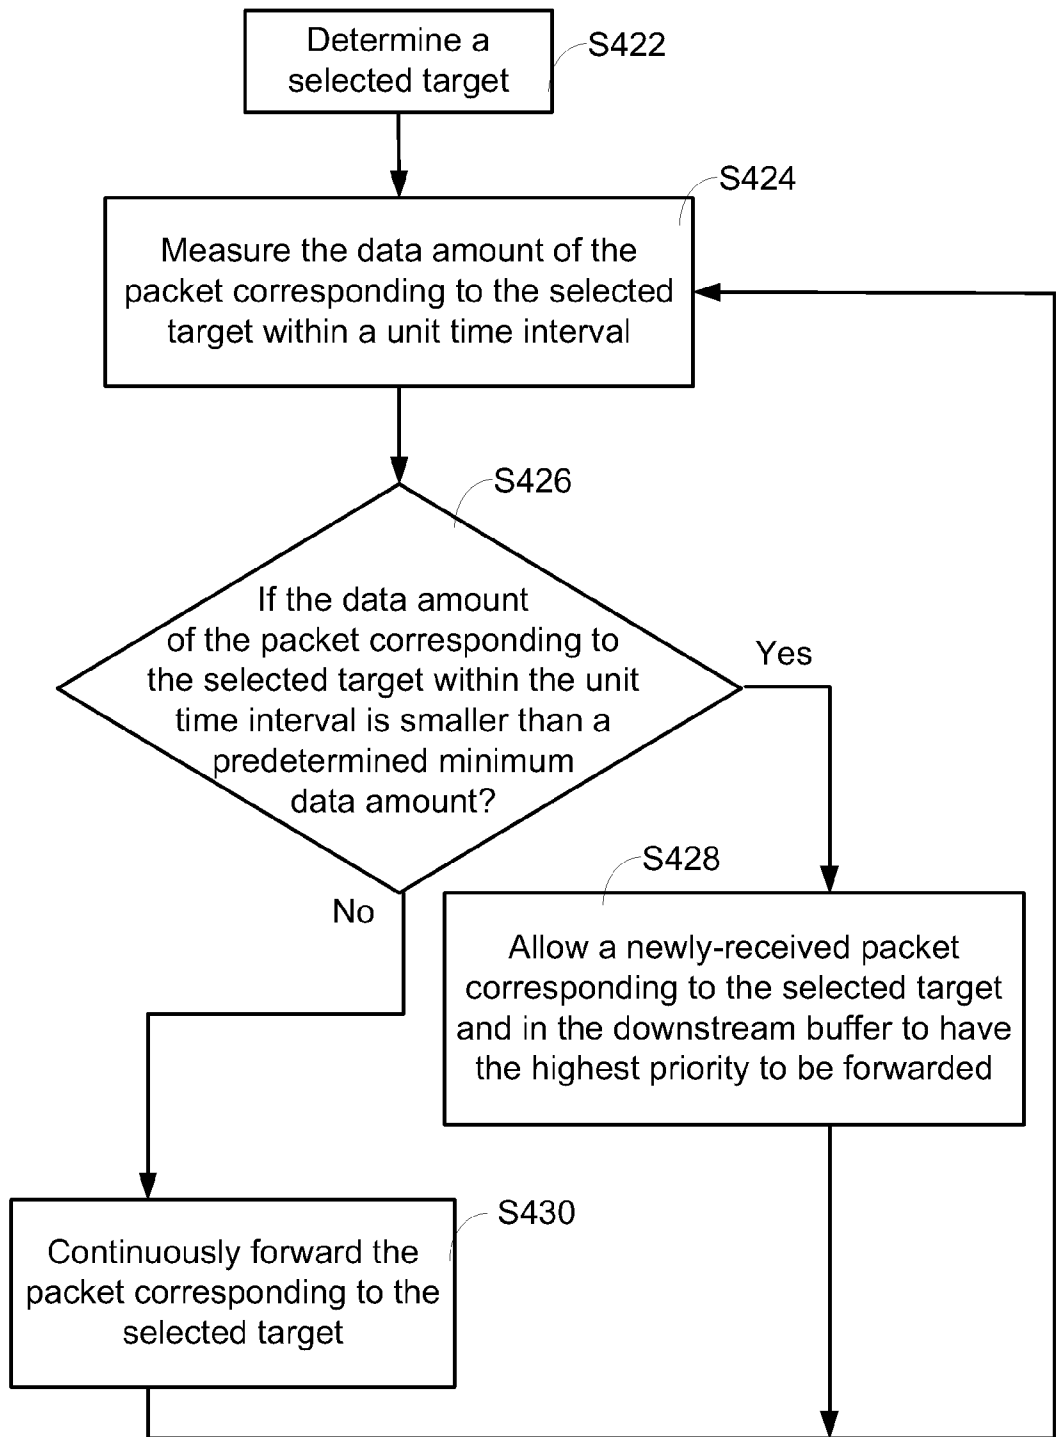 Determine a
selected target
S422
S424
Measure the data amount of the
packet corresponding to the selected
target within a unit time interval
S426
If the data amount
of the packet corresponding to
the selected target within the unit
time interval is smaller than a
predetermined minimum
data amount?
Yes
No
S428
Allow a newly-received packet
corresponding to the selected target
and in the downstream buffer to have
the highest priority to be forwarded
S430
Continuously forward the
packet corresponding to the
selected target